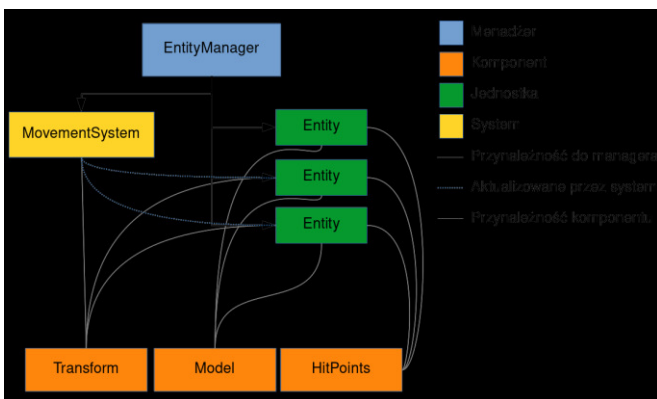 EntityManager
MovementSystem
Entity
Entity
Entity
Transform
Model
HitPoints
Menadżer
Komponent
Jednostka
System
Przynależność do managera
Aktualizowane przez system
Przynależność komponentu